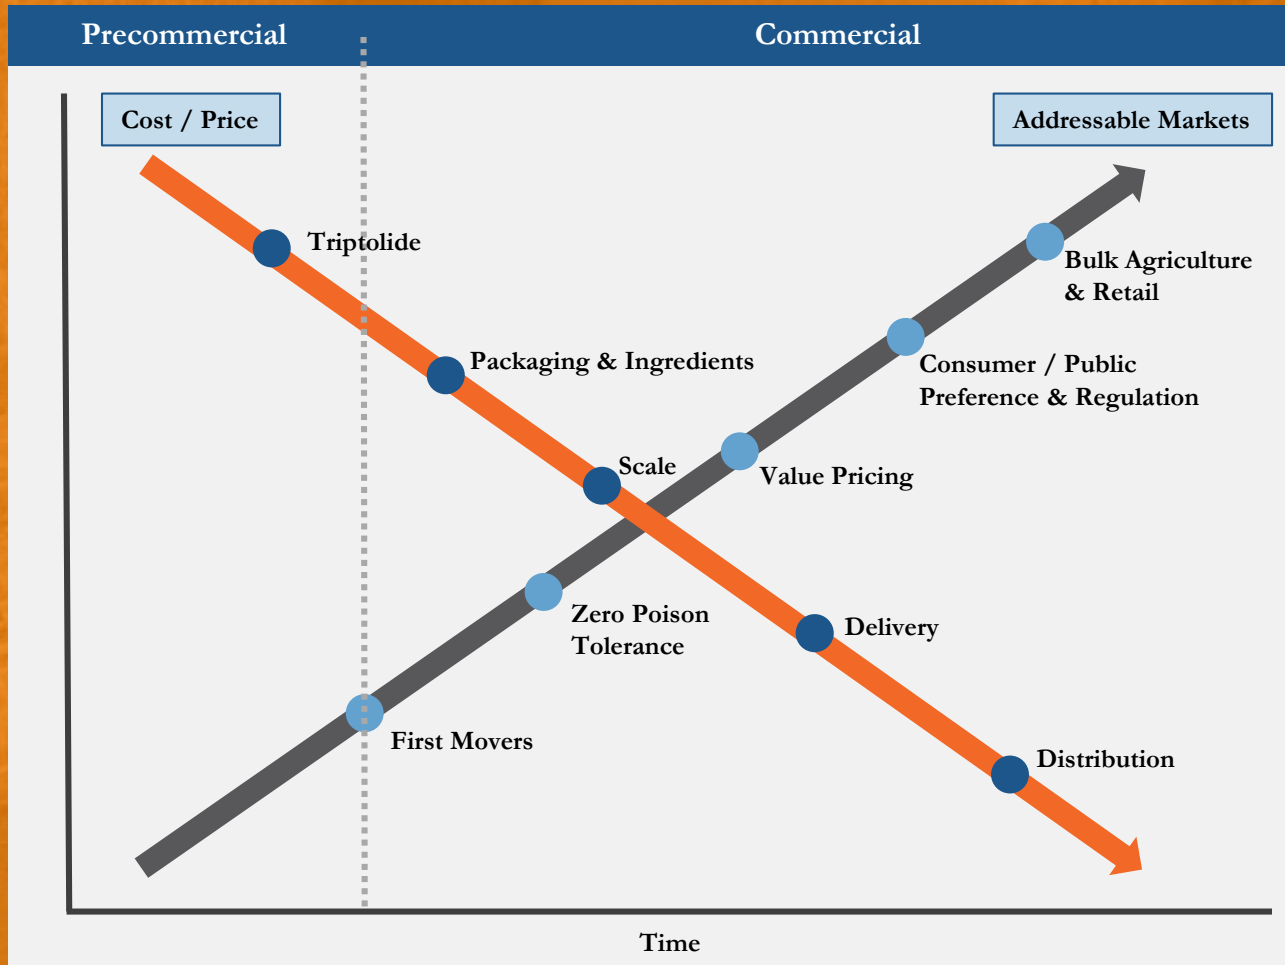 Precommercial
Commercial
Cost / Price
Addressable Markets
Triptolide
Bulk Agriculture
& Retail
Packaging & Ingredients
Consumer / Public
Preference & Regulation
Scale
Value Pricing
Zero Poison
Tolerance
Delivery
First Movers
Distribution
Time